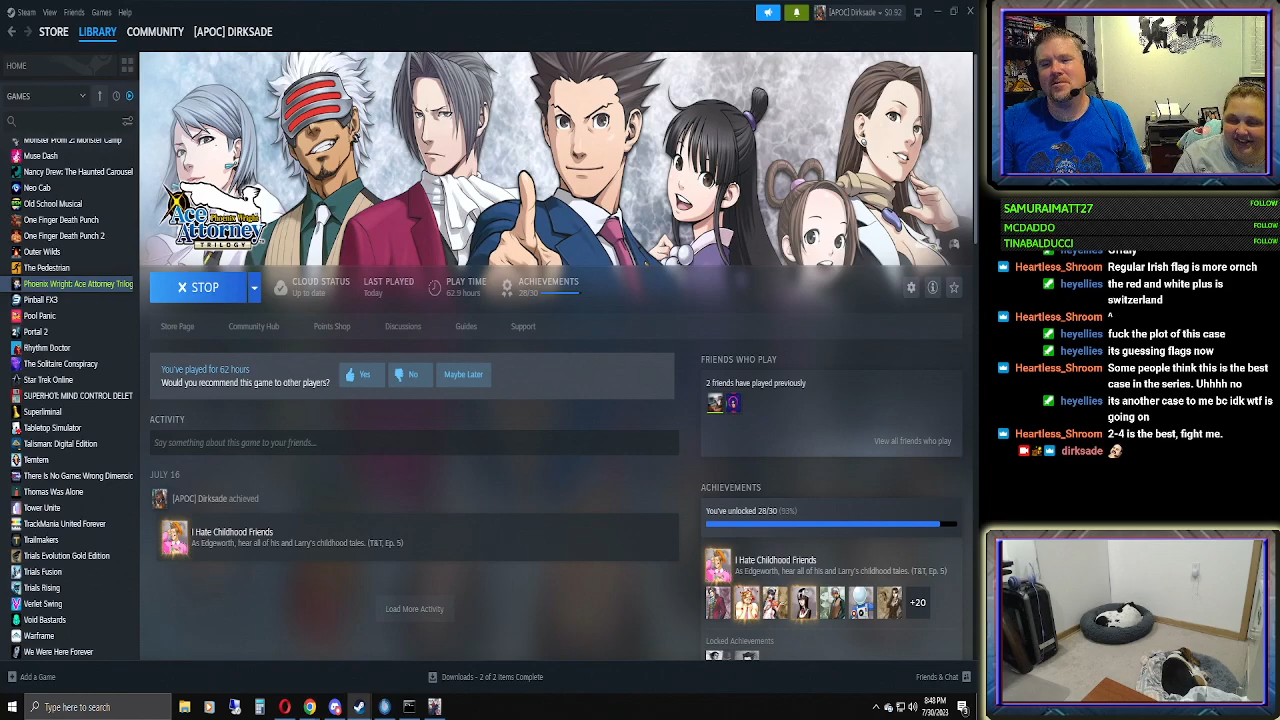 Steam View Friends Games Help
[APOC] Dirksade $0.92
STORE LIBRARY COMMUNITY [APOC] DIRKSADE
HOME
GAMES
Monster Prom 2: Monster Camp
Muse Dash
Nancy Drew: The Haunted Carousel
Neo Cab
Old School Musical
One Finger Death Punch
One Finger Death Punch 2
Outer Wilds
The Pedestrian
Phoenix Wright: Ace Attorney Trilog
Pinball FX3
Pool Panic
Portal 2
Rhythm Doctor
The Solitaire Conspiracy
Star Trek Online
SUPERHOT: MIND CONTROL DELET
Superliminal
Tabletop Simulator
Talisman: Digital Edition
Temtem
There Is No Game: Wrong Dimension
Thomas Was Alone
Tower Unite
TrackMania United Forever
Trailmakers
Trials Evolution Gold Edition
Trials Fusion
Trials Rising
Verlet Swing
Void Bastards
Warframe
We Were Here Forever
Phoenix Wright
Ace
Attorney
TRILOGY
STOP
CLOUD STATUS
Up to date
LAST PLAYED
Today
PLAY TIME
62.9 hours
ACHIEVEMENTS
28/30
Store Page Community Hub Points Shop Discussions Guides Support
You've played for 62 hours
Would you recommend this game to other players?
Yes No Maybe Later
ACTIVITY
Say something about this game to your friends...
JULY 16
[APOC] Dirksade achieved
I Hate Childhood Friends
As Edgeworth, hear all of his and Larry's childhood tales. (T&T, Ep. 5)
Load More Activity
FRIENDS WHO PLAY
2 friends have played previously
View all friends who play
ACHIEVEMENTS
You've unlocked 28/30 (93%)
I Hate Childhood Friends
As Edgeworth, hear all of his and Larry's childhood tales. (T&T, Ep. 5)
+20
Locked Achievements
Add a Game
Downloads - 2 of 2 Items Complete
Friends & Chat
Type here to search
8:48 PM
7/30/2023
SAMURAIMATT27 FOLLOW
MCDADDO FOLLOW
TINABALDUCCI FOLLOW
heyellies
Heartless_Shroom Regular Irish flag is more ornch
heyellies the red and white plus is
switzerland
Heartless_Shroom ^
heyellies fuck the plot of this case
heyellies its guessing flags now
Heartless_Shroom Some people think this is the best
case in the series. Uhhhh no
heyellies its another case to me bc idk wtf is
going on
Heartless_Shroom 2-4 is the best, fight me.
dirksade